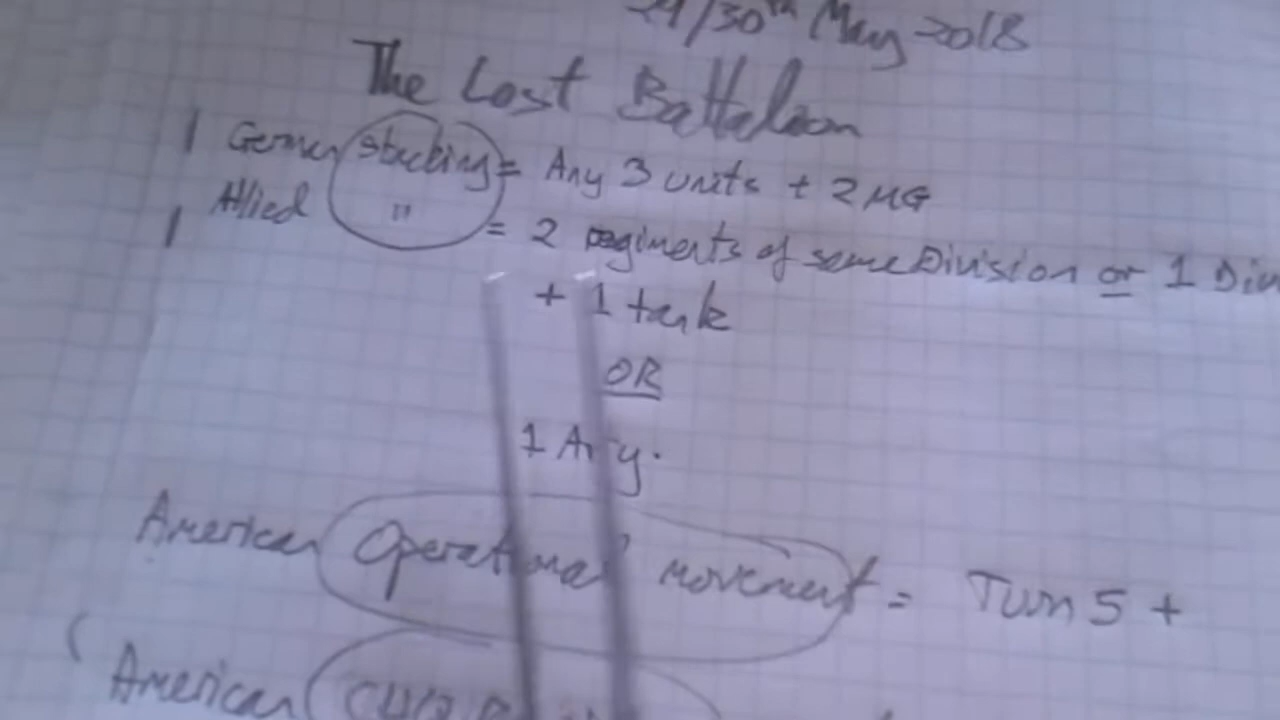 /30th May 2018
The Lost Battalion
German stacking = Any 3 units + 2 MG
Allied " = 2 regiments of same Division or 1 Div
+ 1 tank
OR
1 Arty.
American Operational movement = Turn 5 +
(American